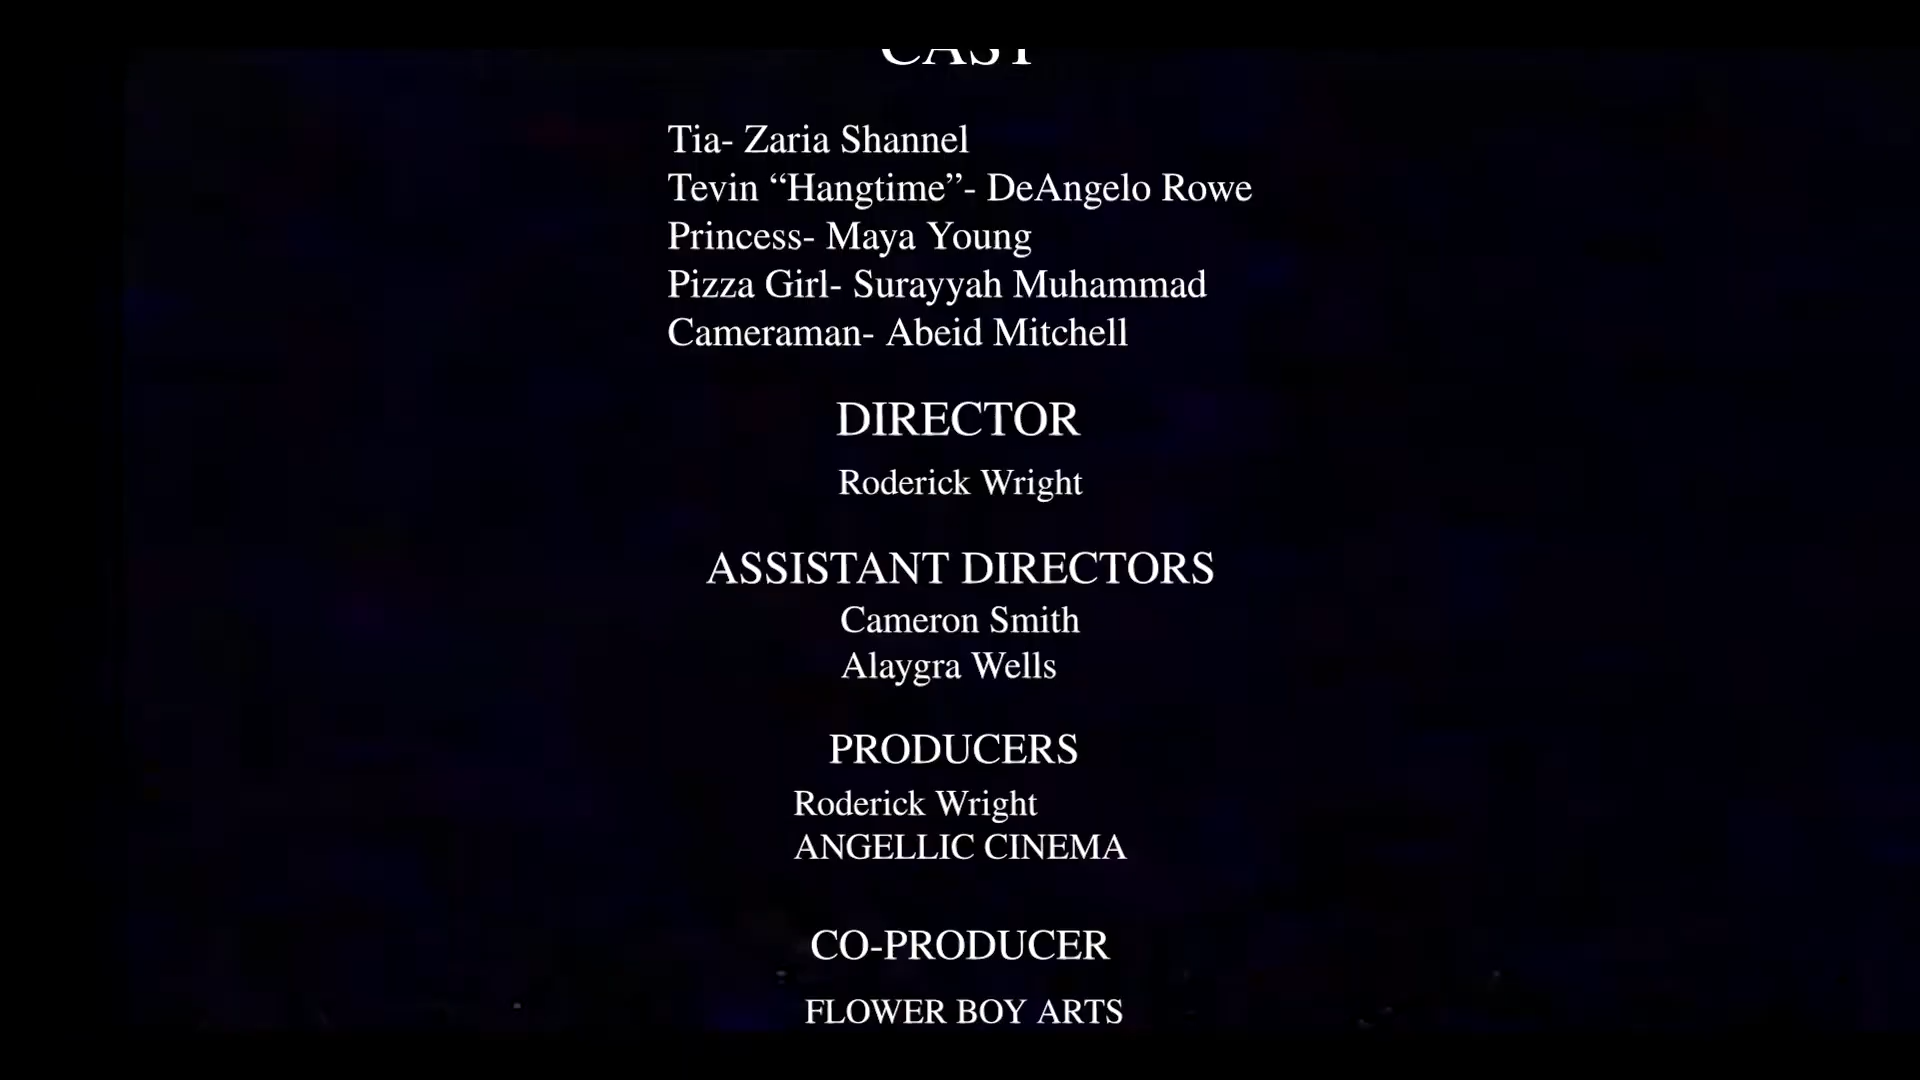 CAST
Tia- Zaria Shannel
Tevin “Hangtime”- DeAngelo Rowe
Princess- Maya Young
Pizza Girl- Surayyah Muhammad
Cameraman- Abeid Mitchell
DIRECTOR
Roderick Wright
ASSISTANT DIRECTORS
Cameron Smith
Alaygra Wells
PRODUCERS
Roderick Wright
ANGELLIC CINEMA
CO-PRODUCER
FLOWER BOY ARTS